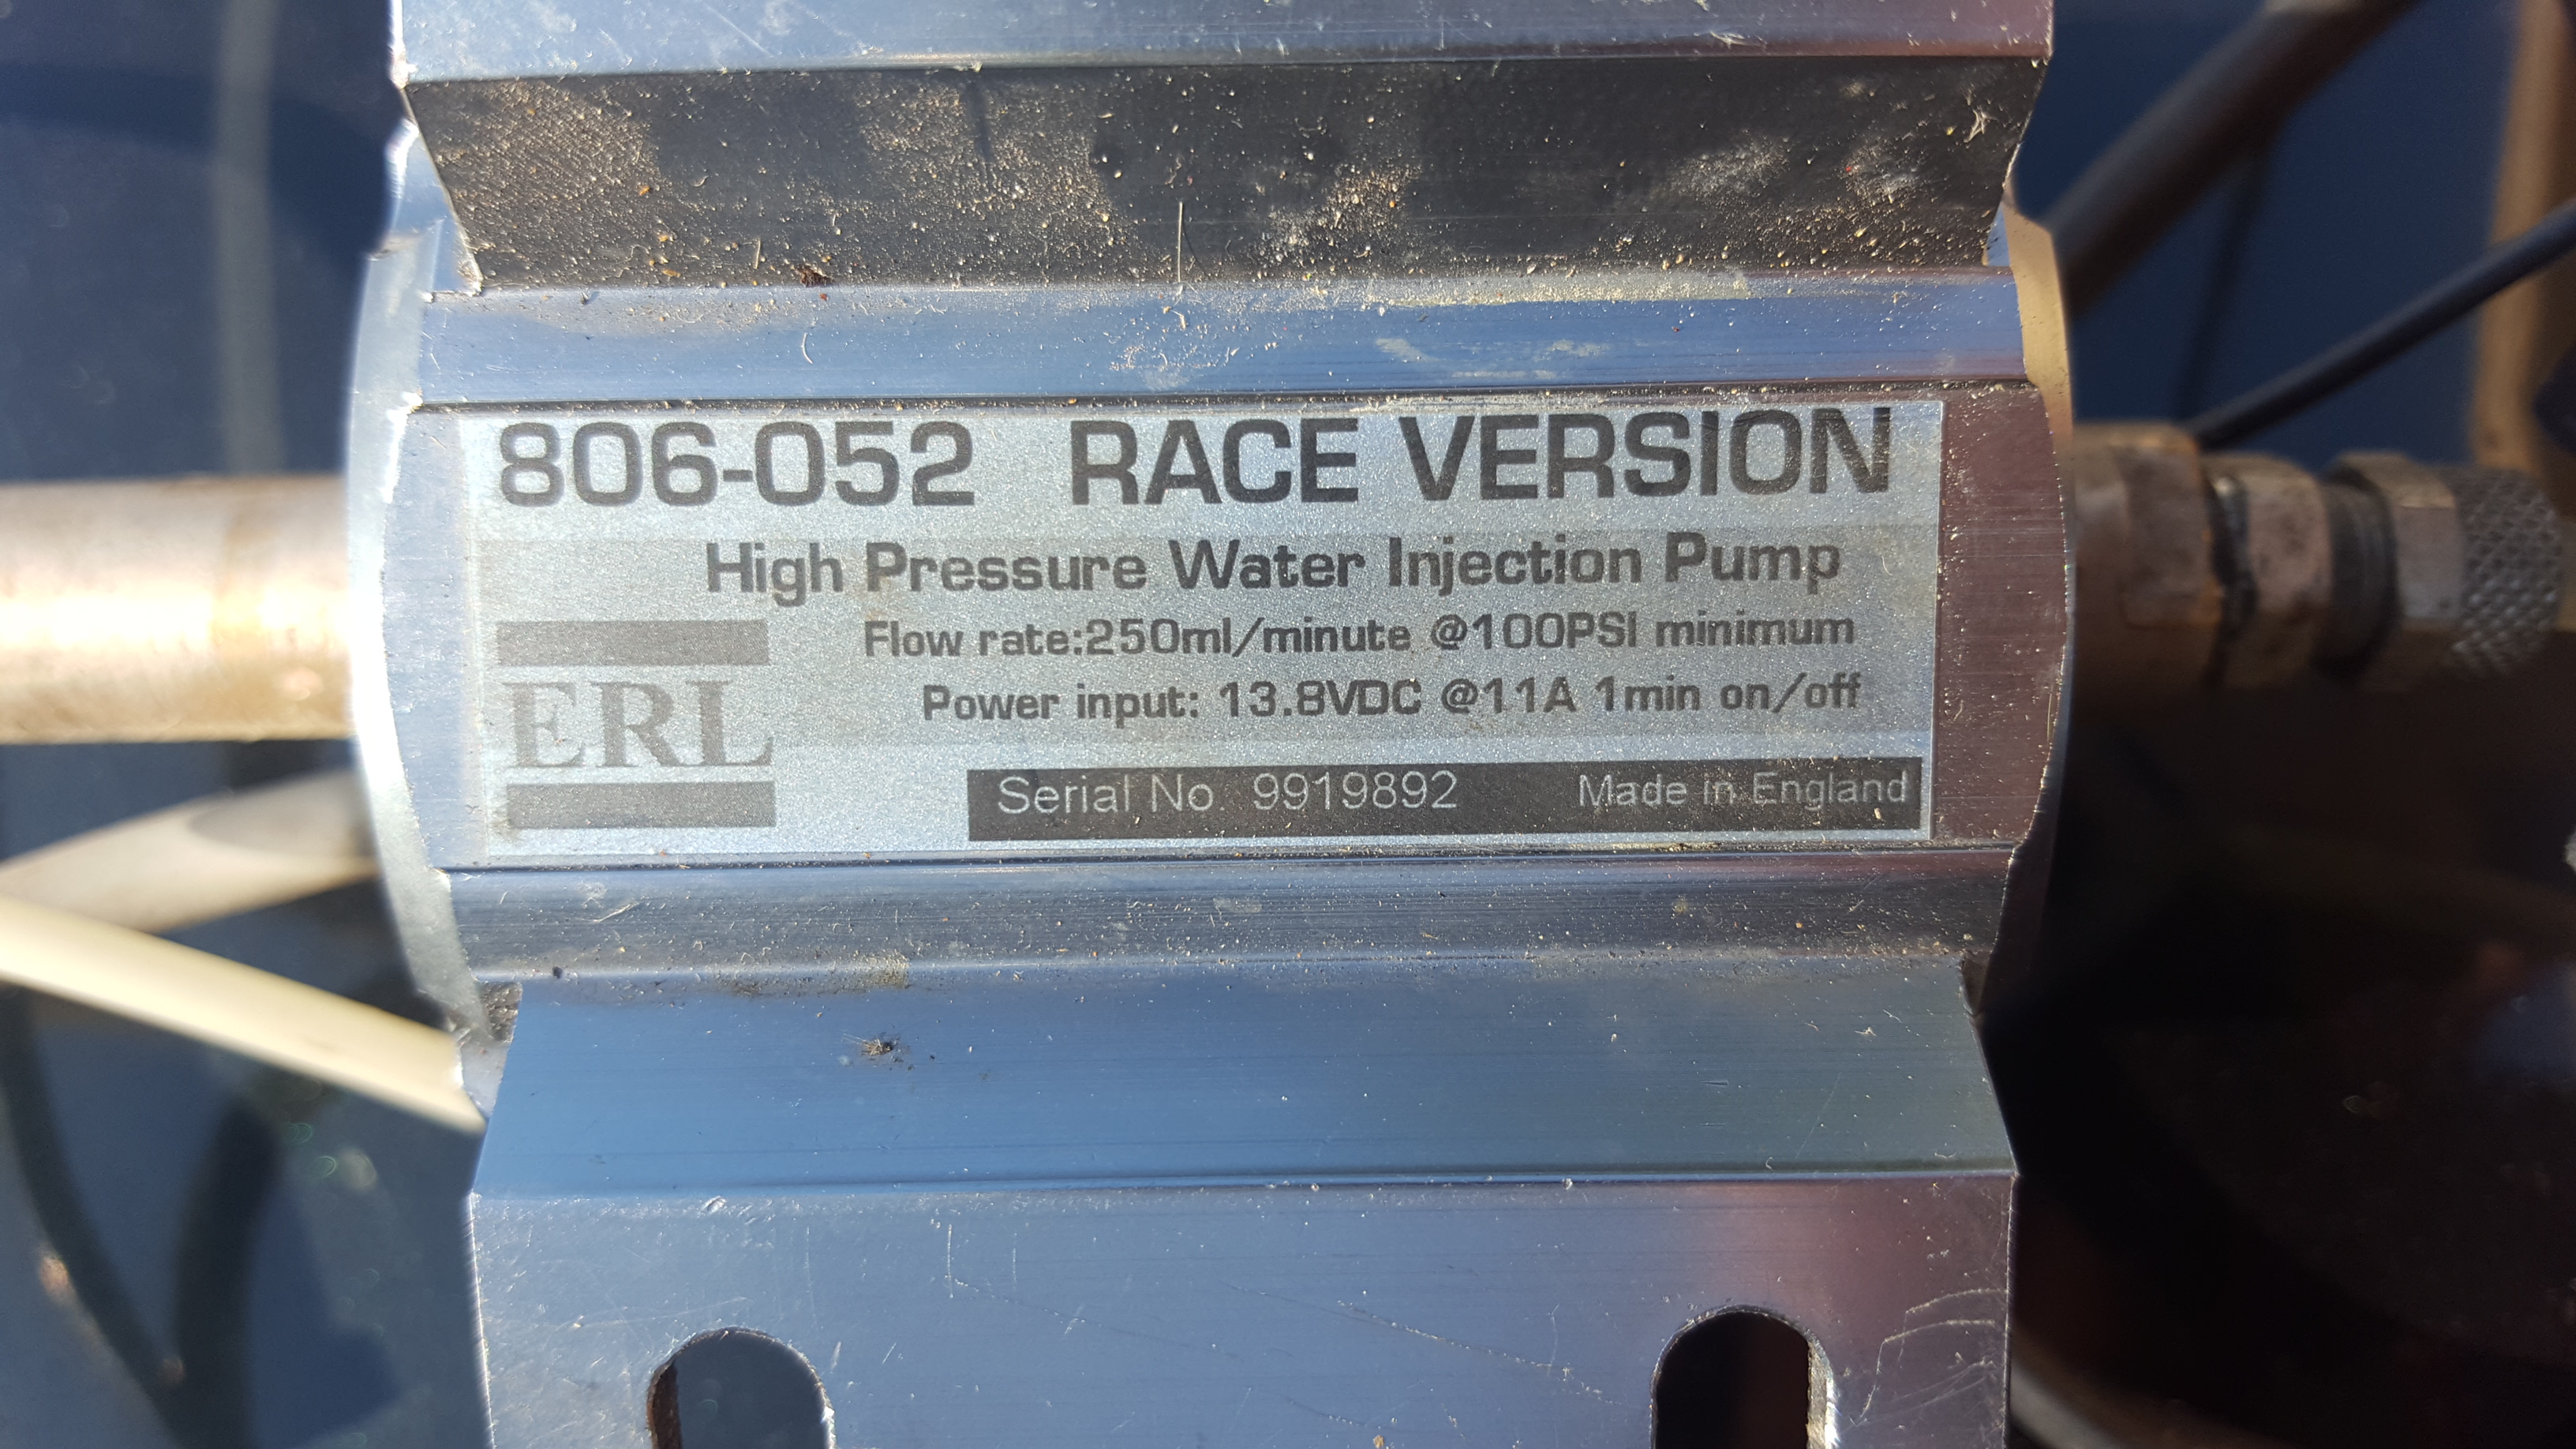 806-052 RACE VERSION
High Pressure Water Injection Pump
Flow rate:250ml/minute @100PSI minimum
Power input: 13.8VDC @11A 1min on/off
ERL
Serial No. 9919892 Made in England